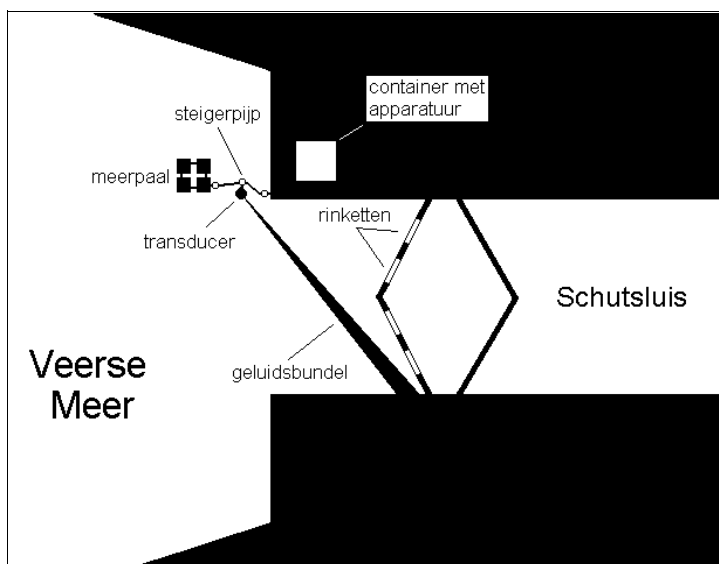 container met
apparatuur
steigerpijp
meerpaal
rinketten
transducer
Schutsluis
Veerse
Meer
geluidsbundel